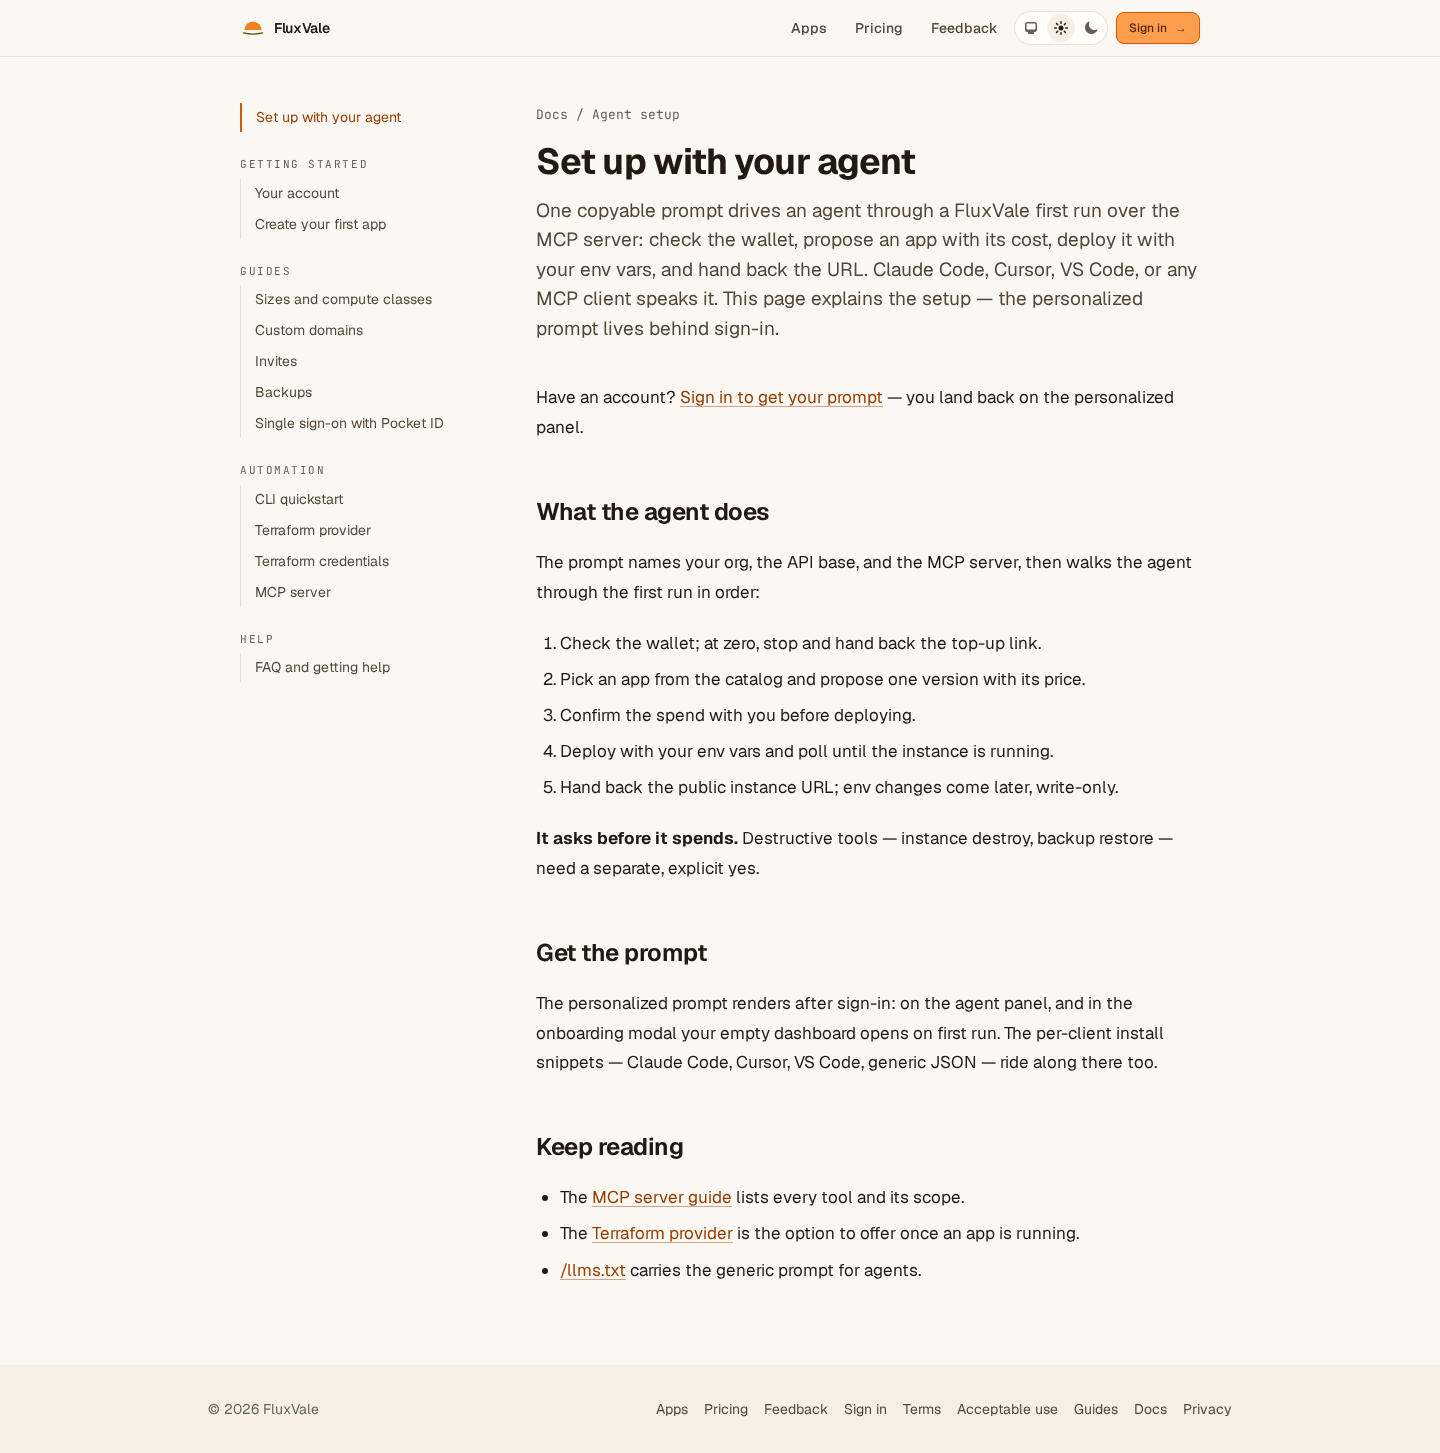 FluxVale
Apps
Pricing
Feedback
Sign in →
Set up with your agent
GETTING STARTED
Your account
Create your first app
GUIDES
Sizes and compute classes
Custom domains
Invites
Backups
Single sign-on with Pocket ID
AUTOMATION
CLI quickstart
Terraform provider
Terraform credentials
MCP server
HELP
FAQ and getting help
Docs / Agent setup
Set up with your agent
One copyable prompt drives an agent through a FluxVale first run over the
MCP server: check the wallet, propose an app with its cost, deploy it with
your env vars, and hand back the URL. Claude Code, Cursor, VS Code, or any
MCP client speaks it. This page explains the setup — the personalized
prompt lives behind sign-in.
Have an account? Sign in to get your prompt — you land back on the personalized
panel.
What the agent does
The prompt names your org, the API base, and the MCP server, then walks the agent
through the first run in order:
1. Check the wallet; at zero, stop and hand back the top-up link.
2. Pick an app from the catalog and propose one version with its price.
3. Confirm the spend with you before deploying.
4. Deploy with your env vars and poll until the instance is running.
5. Hand back the public instance URL; env changes come later, write-only.
It asks before it spends. Destructive tools — instance destroy, backup restore —
need a separate, explicit yes.
Get the prompt
The personalized prompt renders after sign-in: on the agent panel, and in the
onboarding modal your empty dashboard opens on first run. The per-client install
snippets — Claude Code, Cursor, VS Code, generic JSON — ride along there too.
Keep reading
• The MCP server guide lists every tool and its scope.
• The Terraform provider is the option to offer once an app is running.
• /llms.txt carries the generic prompt for agents.
© 2026 FluxVale
Apps
Pricing
Feedback
Sign in
Terms
Acceptable use
Guides
Docs
Privacy